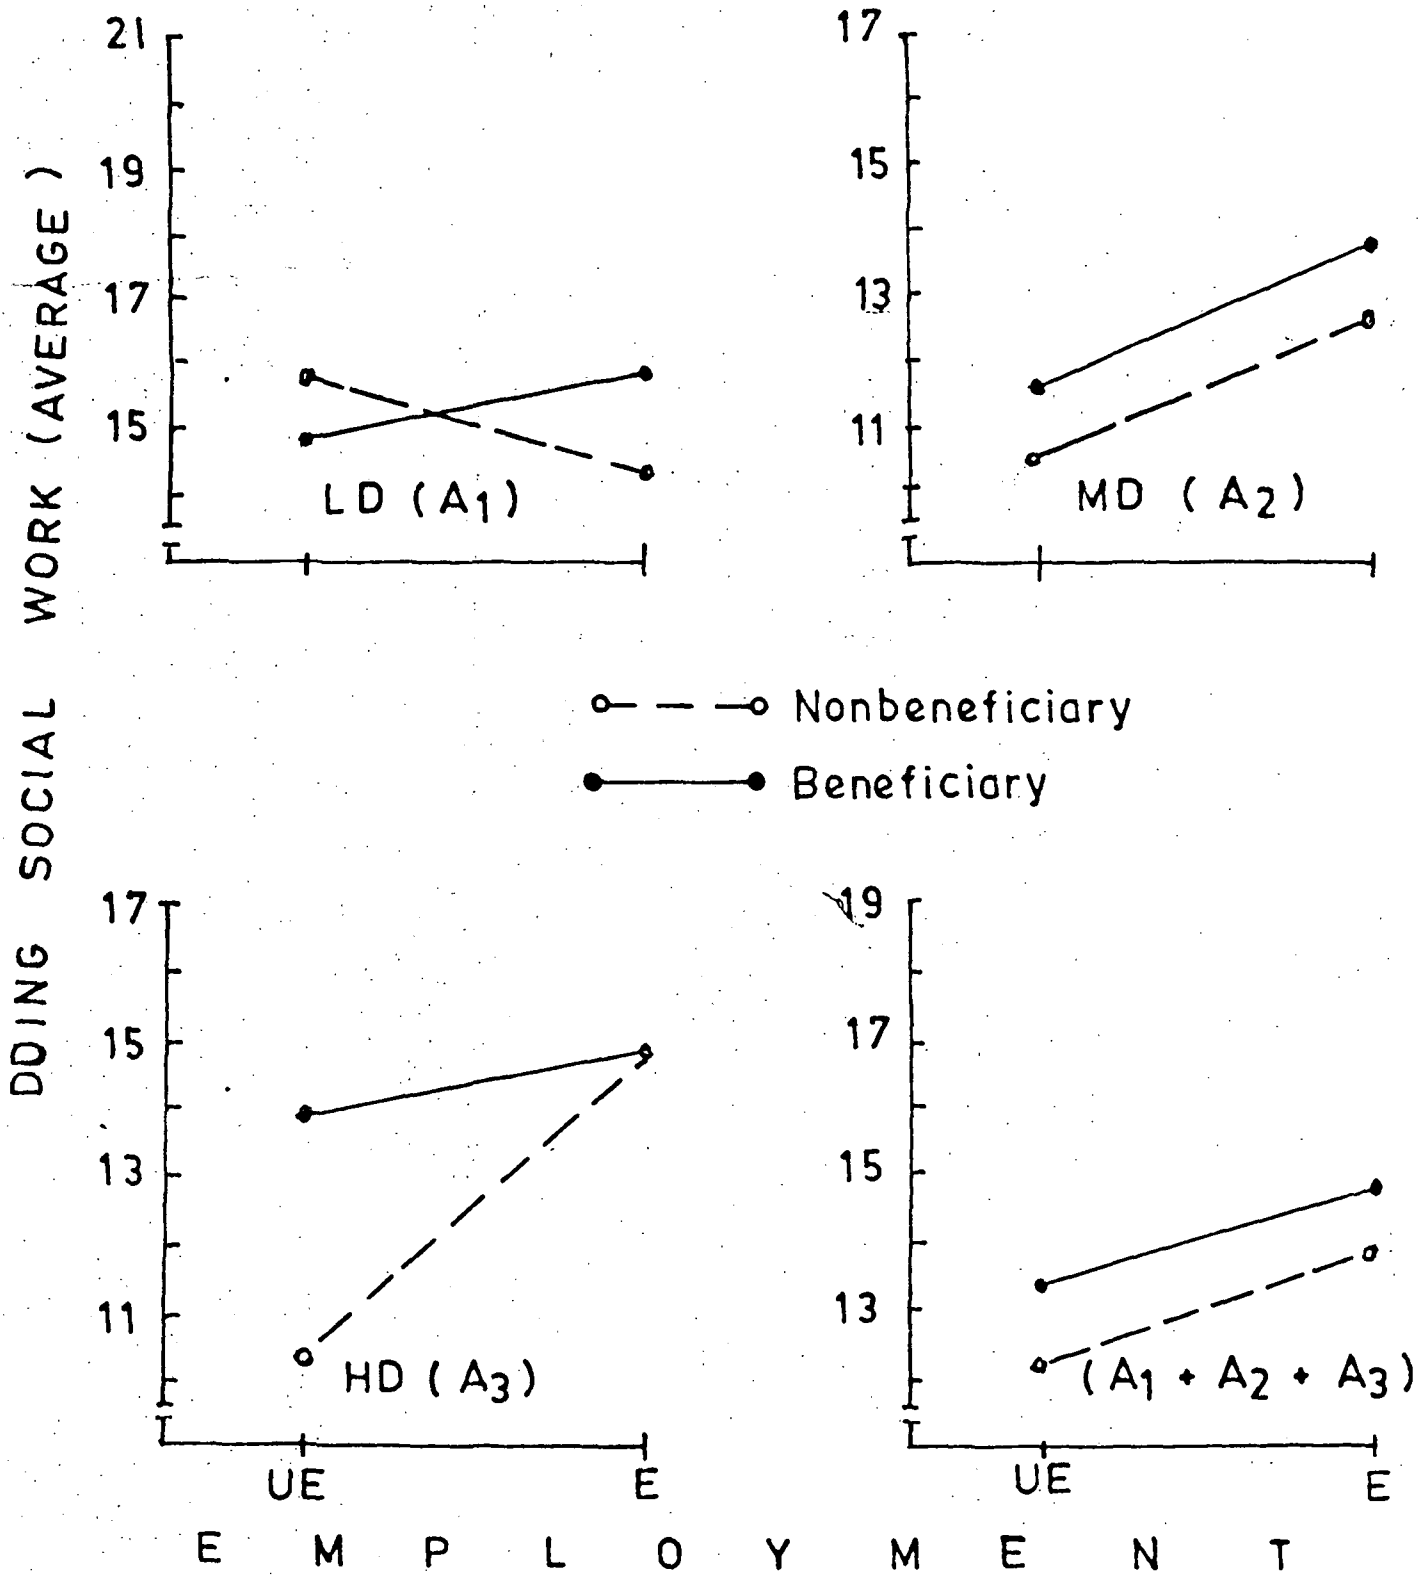 DOING SOCIAL WORK (AVERAGE)
21
19
17
15
LD (A1)
17
15
13
11
MD (A2)
Nonbeneficiary
Beneficiary
17
15
13
11
HD (A3)
UE E
19
17
15
13
(A1 + A2 + A3)
UE E
EMPLOYMENT